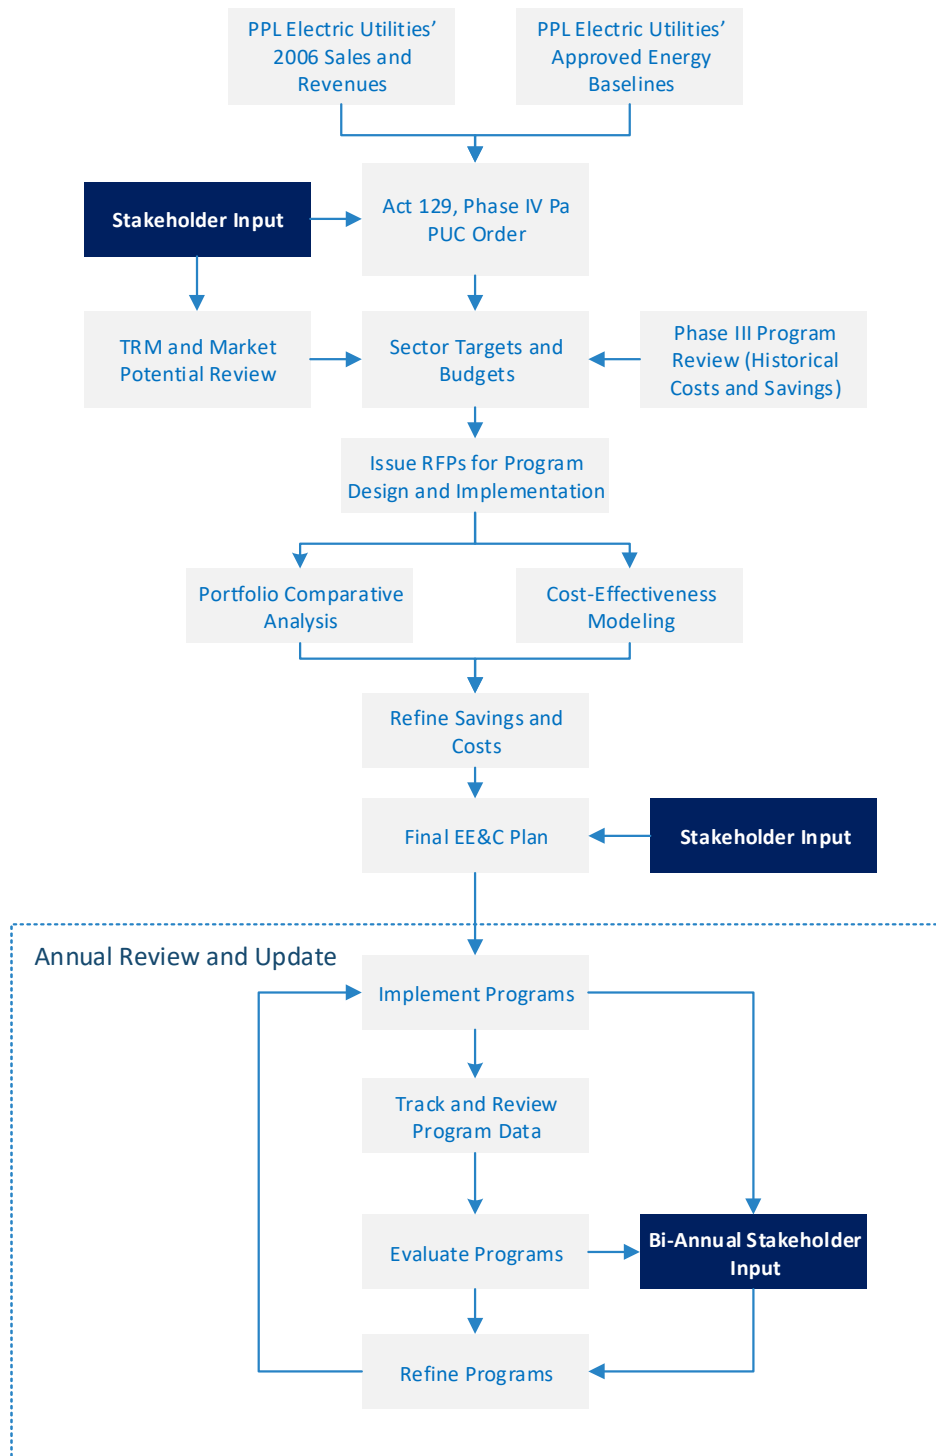 PPL Electric Utilities’
2006 Sales and
Revenues
PPL Electric Utilities’
Approved Energy
Baselines
Stakeholder Input
Act 129, Phase IV Pa
PUC Order
TRM and Market
Potential Review
Sector Targets and
Budgets
Phase III Program
Review (Historical
Costs and Savings)
Issue RFPs for Program
Design and Implementation
Portfolio Comparative
Analysis
Cost-Effectiveness
Modeling
Refine Savings and
Costs
Final EE&C Plan
Stakeholder Input
Annual Review and Update
Implement Programs
Track and Review
Program Data
Evaluate Programs
Bi-Annual Stakeholder
Input
Refine Programs